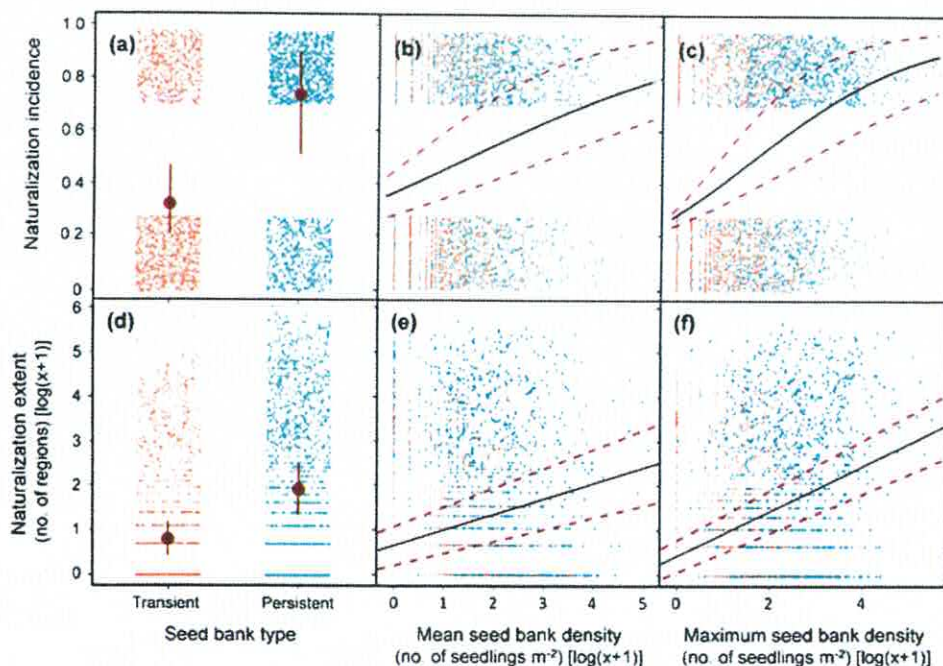 (a)
(b)
(c)
Naturalization incidence
1.0
0.8
0.6
0.4
0.2
0
(d)
(e)
(f)
Naturalization extent
(no. of regions) [log(x+1)]
6
5
4
3
2
1
0
Transient Persistent
0 1 2 3 4 5
0 2 4
Seed bank type
Mean seed bank density
(no. of seedlings m⁻²) [log(x+1)]
Maximum seed bank density
(no. of seedlings m⁻²) [log(x+1)]